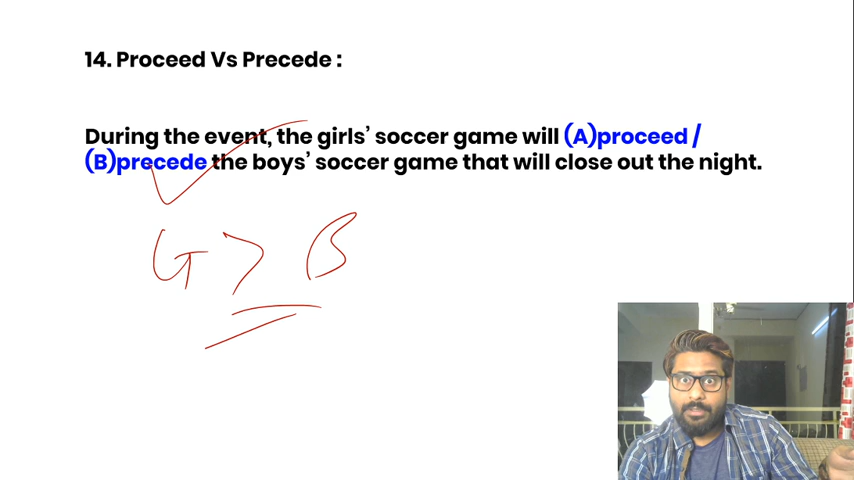 14. Proceed Vs Precede :
During the event, the girls’ soccer game will (A)proceed /
(B)precede the boys’ soccer game that will close out the night.
G > B